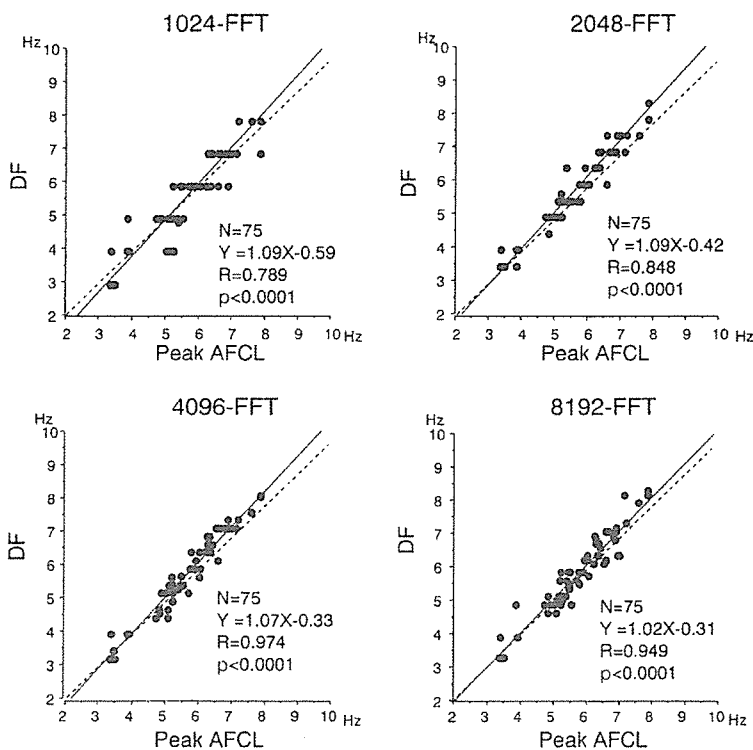 1024-FFT
Hz
10
9
8
7
6
5
4
3
2
DF
N=75
Y =1.09X-0.59
R=0.789
p<0.0001
2 3 4 5 6 7 8 9 10 Hz
Peak AFCL
2048-FFT
Hz
10
9
8
7
6
5
4
3
2
DF
N=75
Y =1.09X-0.42
R=0.848
p<0.0001
2 3 4 5 6 7 8 9 10 Hz
Peak AFCL
4096-FFT
Hz
10
9
8
7
6
5
4
3
2
DF
N=75
Y =1.07X-0.33
R=0.974
p<0.0001
2 3 4 5 6 7 8 9 10 Hz
Peak AFCL
8192-FFT
Hz
10
9
8
7
6
5
4
3
2
DF
N=75
Y =1.02X-0.31
R=0.949
p<0.0001
2 3 4 5 6 7 8 9 10 Hz
Peak AFCL